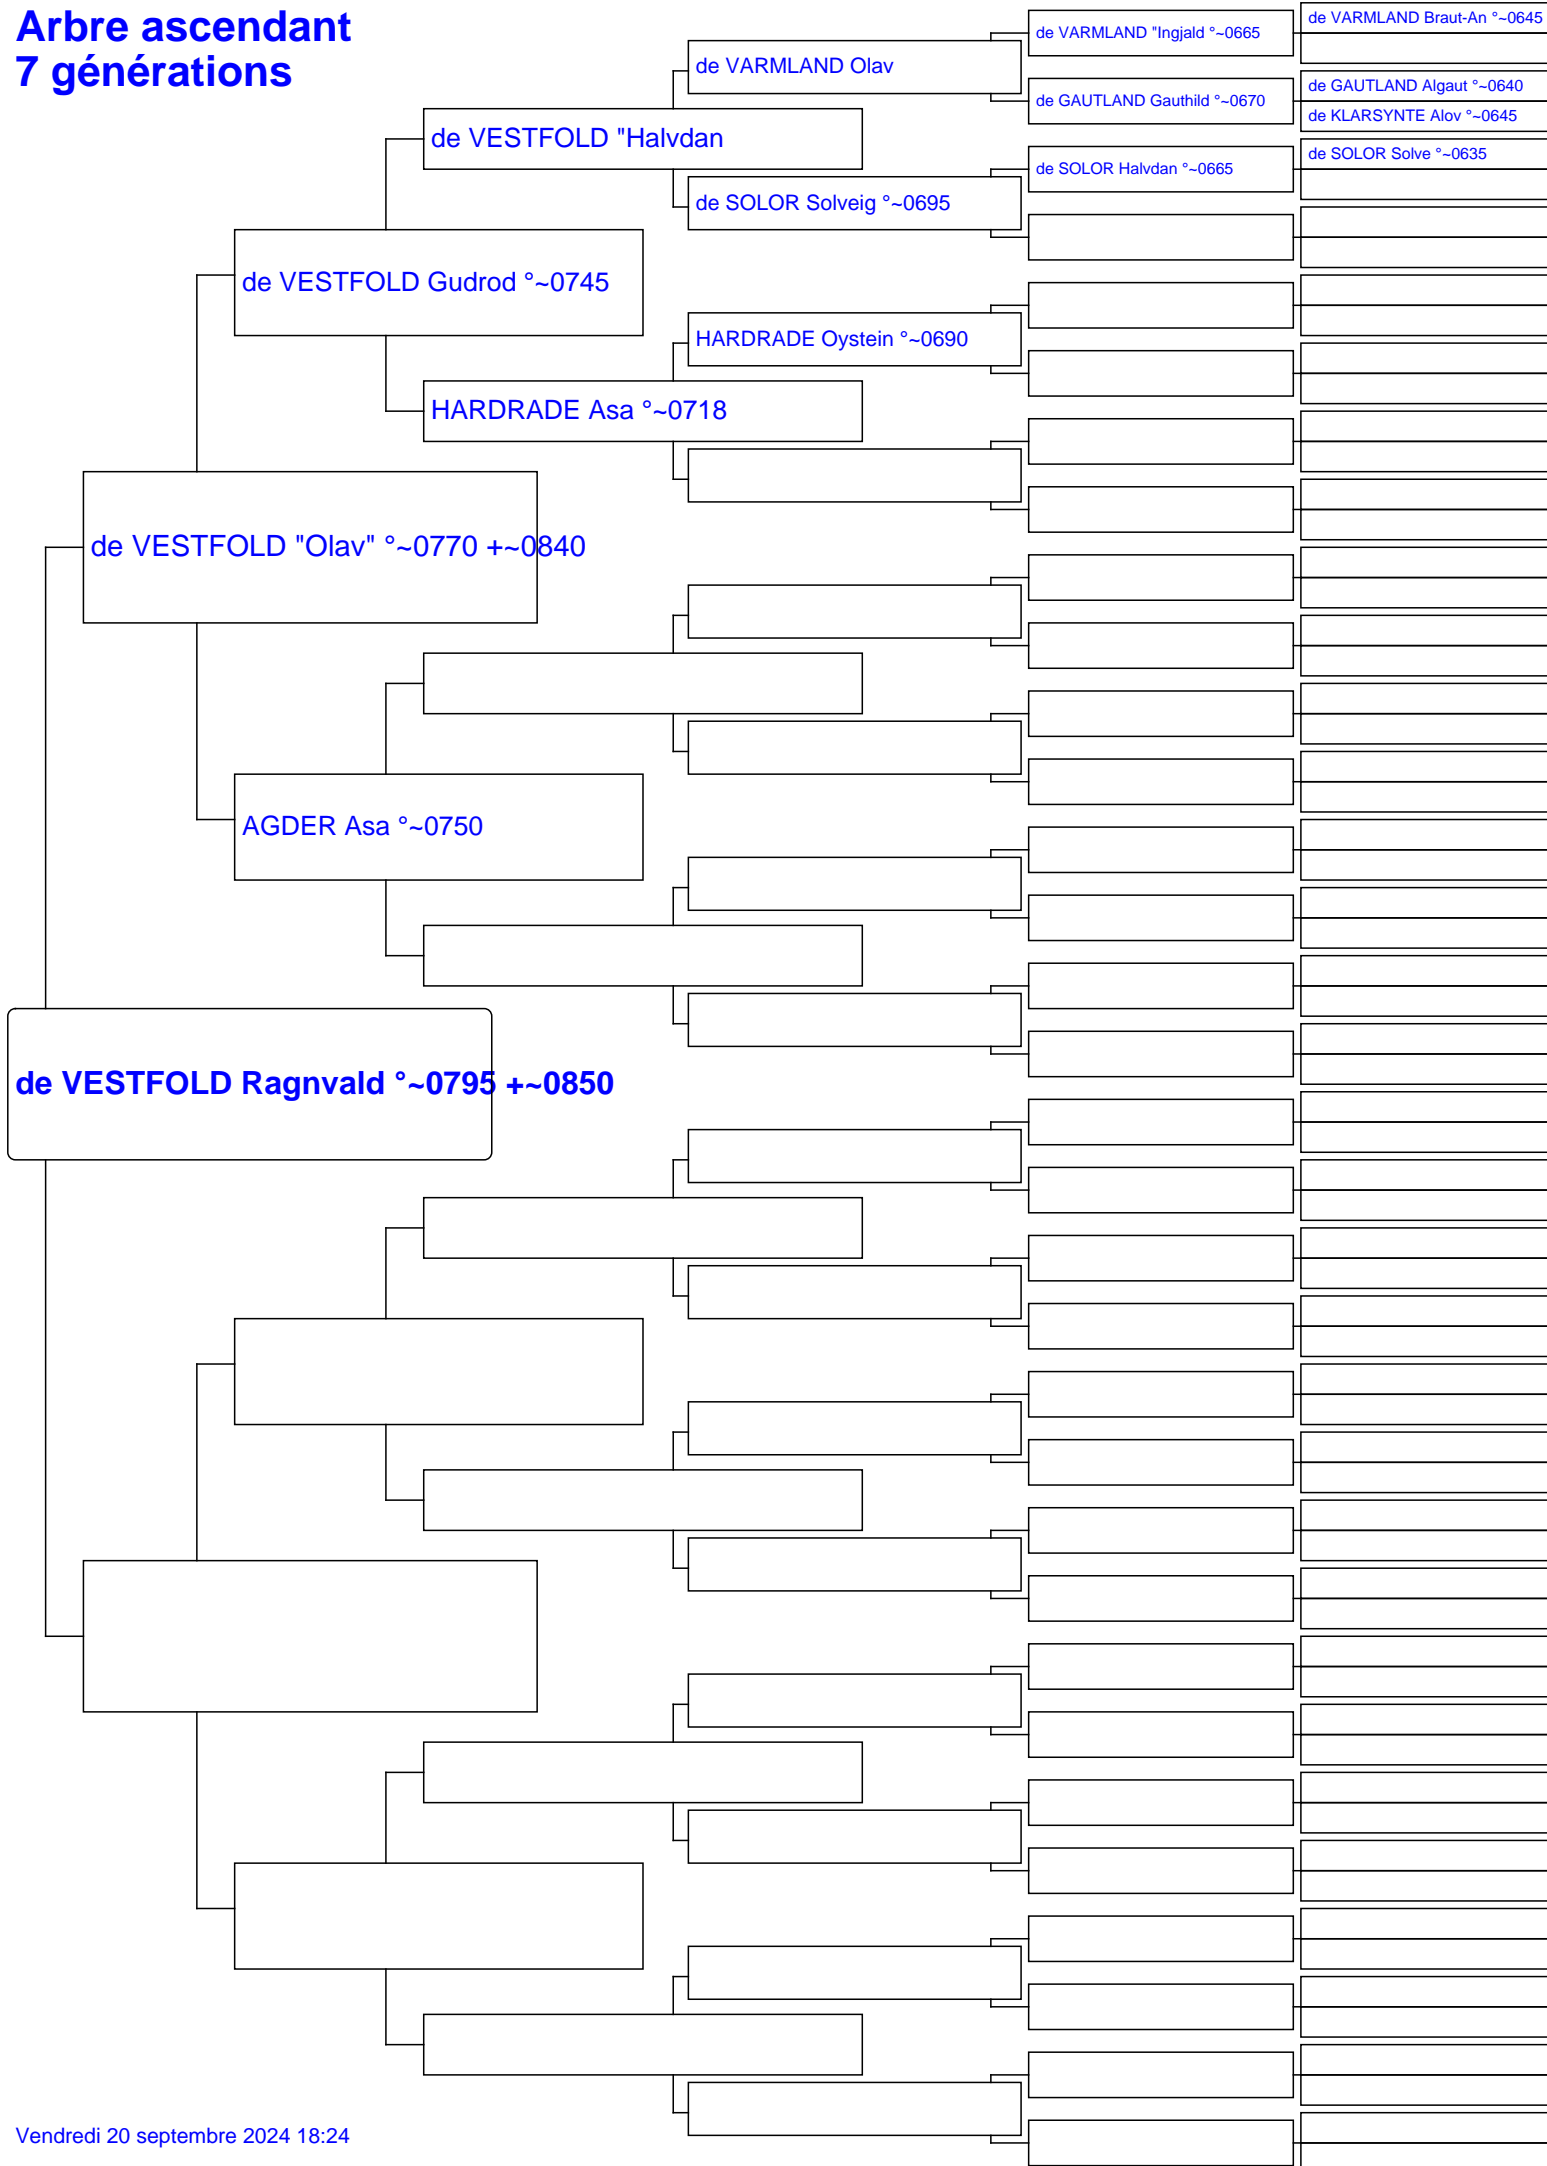 Arbre ascendant
7 générations
de VARMLAND Braut-An °~0645
de VARMLAND "Ingjald °~0665
de VARMLAND Olav
de GAUTLAND Algaut °~0640
de GAUTLAND Gauthild °~0670
de KLARSYNTE Alov °~0645
de VESTFOLD "Halvdan
de SOLOR Solve °~0635
de SOLOR Halvdan °~0665
de SOLOR Solveig °~0695
de VESTFOLD Gudrod °~0745
HARDRADE Oystein °~0690
HARDRADE Asa °~0718
de VESTFOLD "Olav" °~0770 +~0840
AGDER Asa °~0750
de VESTFOLD Ragnvald °~0795 +~0850
Vendredi 20 septembre 2024 18:24